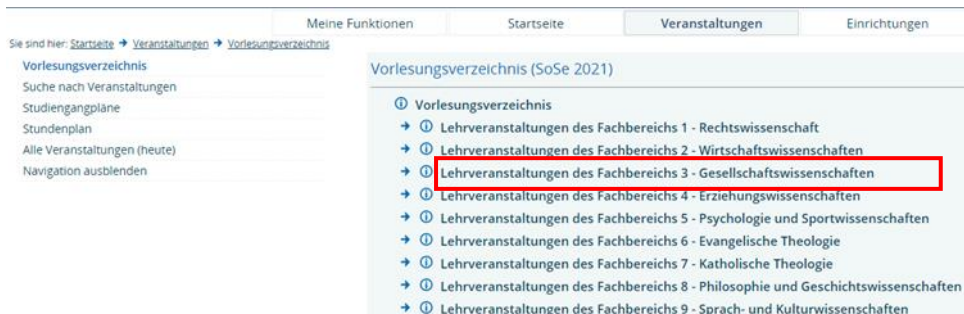 Meine Funktionen Startseite Veranstaltungen Einrichtungen
Sie sind hier: Startseite ➔ Veranstaltungen ➔ Vorlesungsverzeichnis
Vorlesungsverzeichnis
Suche nach Veranstaltungen
Studiengangpläne
Stundenplan
Alle Veranstaltungen (heute)
Navigation ausblenden
Vorlesungsverzeichnis (SoSe 2021)
Vorlesungsverzeichnis
Lehrveranstaltungen des Fachbereichs 1 - Rechtswissenschaft
Lehrveranstaltungen des Fachbereichs 2 - Wirtschaftswissenschaften
Lehrveranstaltungen des Fachbereichs 3 - Gesellschaftswissenschaften
Lehrveranstaltungen des Fachbereichs 4 - Erziehungswissenschaften
Lehrveranstaltungen des Fachbereichs 5 - Psychologie und Sportwissenschaften
Lehrveranstaltungen des Fachbereichs 6 - Evangelische Theologie
Lehrveranstaltungen des Fachbereichs 7 - Katholische Theologie
Lehrveranstaltungen des Fachbereichs 8 - Philosophie und Geschichtswissenschaften
Lehrveranstaltungen des Fachbereichs 9 - Sprach- und Kulturwissenschaften